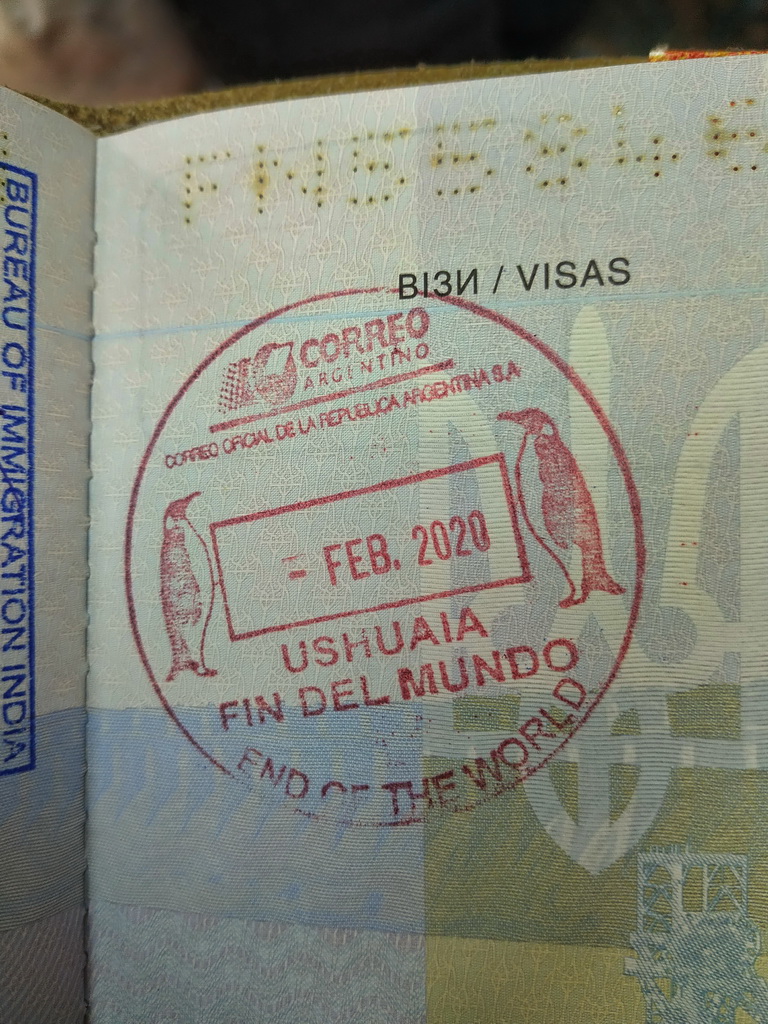 FM55846
ВІЗИ / VISAS
CORREO
ARGENTINO
CORREO OFICIAL DE LA REPUBLICA ARGENTINA S.A.
- FEB. 2020
USHUAIA
FIN DEL MUNDO
END OF THE WORLD
BUREAU OF IMMIGRATION INDIA